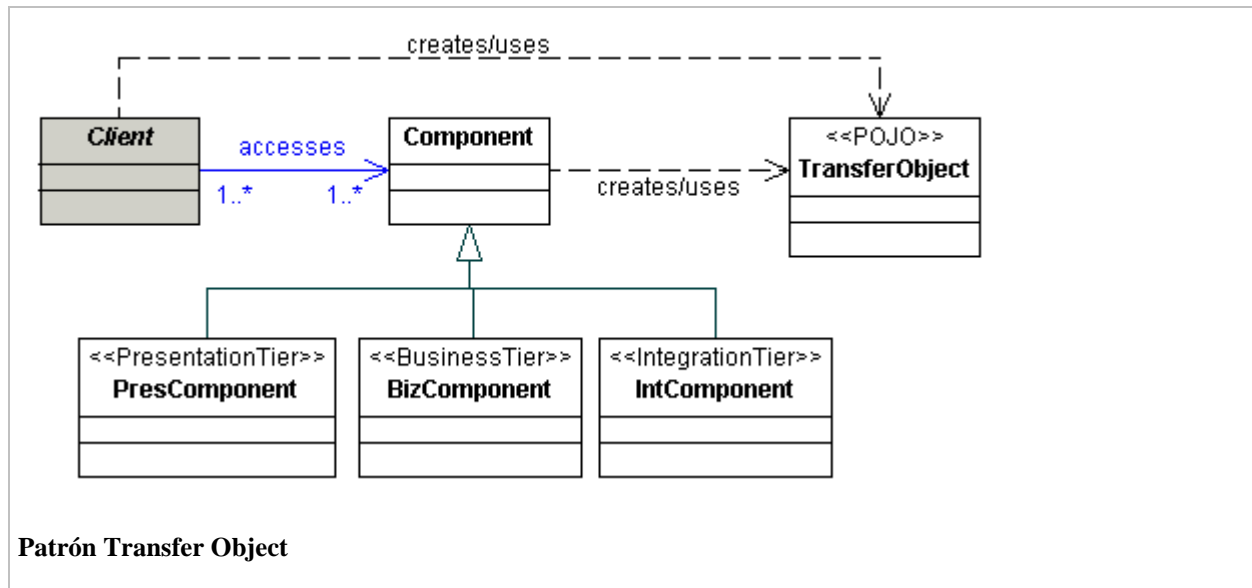 creates/uses
Client
accesses
1..*
1..*
Component
creates/uses
<<POJO>>
TransferObject
<<PresentationTier>>
PresComponent
<<BusinessTier>>
BizComponent
<<IntegrationTier>>
IntComponent
Patrón Transfer Object